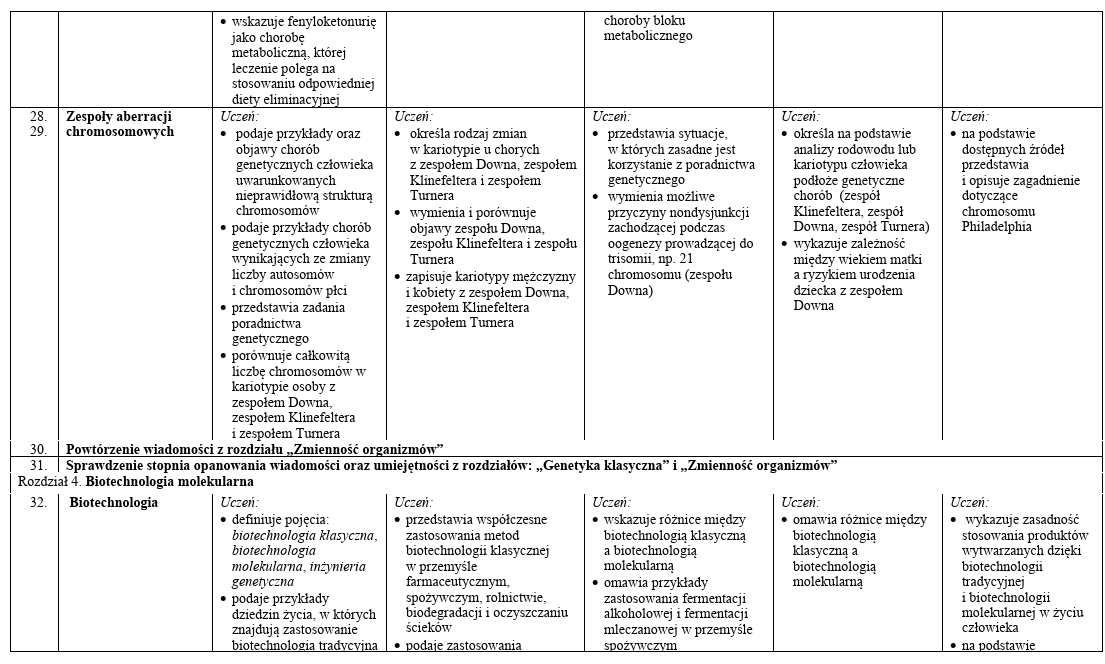 • wskazuje fenyloketonurię
jako chorobę
metaboliczną, której
leczenie polega na
stosowaniu odpowiedniej
diety eliminacyjnej
choroby bloku
metabolicznego
28.
29.
Zespoły aberracji
chromosomowych
Uczeń:
• podaje przykłady oraz
objawy chorób
genetycznych człowieka
uwarunkowanych
nieprawidłową strukturą
chromosomów
• podaje przykłady chorób
genetycznych człowieka
wynikających ze zmiany
liczby autosomów
i chromosomów płci
• przedstawia zadania
poradnictwa
genetycznego
• porównuje całkowitą
liczbę chromosomów w
kariotypie osoby z
zespołem Downa,
zespołem Klinefeltera
i zespołem Turnera
Uczeń:
• określa rodzaj zmian
w kariotypie u chorych
z zespołem Downa, zespołem
Klinefeltera i zespołem
Turnera
• wymienia i porównuje
objawy zespołu Downa,
zespołu Klinefeltera i zespołu
Turnera
• zapisuje kariotypy mężczyzny
i kobiety z zespołem Downa,
zespołem Klinefeltera
i zespołem Turnera
Uczeń:
• przedstawia sytuacje,
w których zasadne jest
korzystanie z poradnictwa
genetycznego
• wymienia możliwe
przyczyny nondysjunkcji
zachodzącej podczas
oogenezy prowadzącej do
trisomii, np. 21
chromosomu (zespołu
Downa)
Uczeń:
• określa na podstawie
analizy rodowodu lub
kariotypu człowieka
podłoże genetyczne
chorób (zespół
Klinefeltera, zespół
Downa, zespół Turnera)
• wykazuje zależność
między wiekiem matki
a ryzykiem urodzenia
dziecka z zespołem
Downa
Uczeń:
• na podstawie
dostępnych źródeł
przedstawia
i opisuje zagadnienie
dotyczące
chromosomu
Philadelphia
30. Powtórzenie wiadomości z rozdziału „Zmienność organizmów”
31. Sprawdzenie stopnia opanowania wiadomości oraz umiejętności z rozdziałów: „Genetyka klasyczna” i „Zmienność organizmów”
Rozdział 4. Biotechnologia molekularna
32.
Biotechnologia
Uczeń:
• definiuje pojęcia:
biotechnologia klasyczna,
biotechnologia
molekularna, inżynieria
genetyczna
• podaje przykłady
dziedzin życia, w których
znajdują zastosowanie
biotechnologia tradycyjna
Uczeń:
• przedstawia współczesne
zastosowania metod
biotechnologii klasycznej
w przemyśle
farmaceutycznym,
spożywczym, rolnictwie,
biodegradacji i oczyszczaniu
ścieków
• podaje zastosowania
Uczeń:
• wskazuje różnice między
biotechnologią klasyczną
a biotechnologią
molekularną
• omawia przykłady
zastosowania fermentacji
alkoholowej i fermentacji
mleczanowej w przemyśle
spożywczym
Uczeń:
• omawia różnice między
biotechnologią
klasyczną a
biotechnologią
molekularną
Uczeń:
• wykazuje zasadność
stosowania produktów
wytwarzanych dzięki
biotechnologii
tradycyjnej
i biotechnologii
molekularnej w życiu
człowieka
• na podstawie